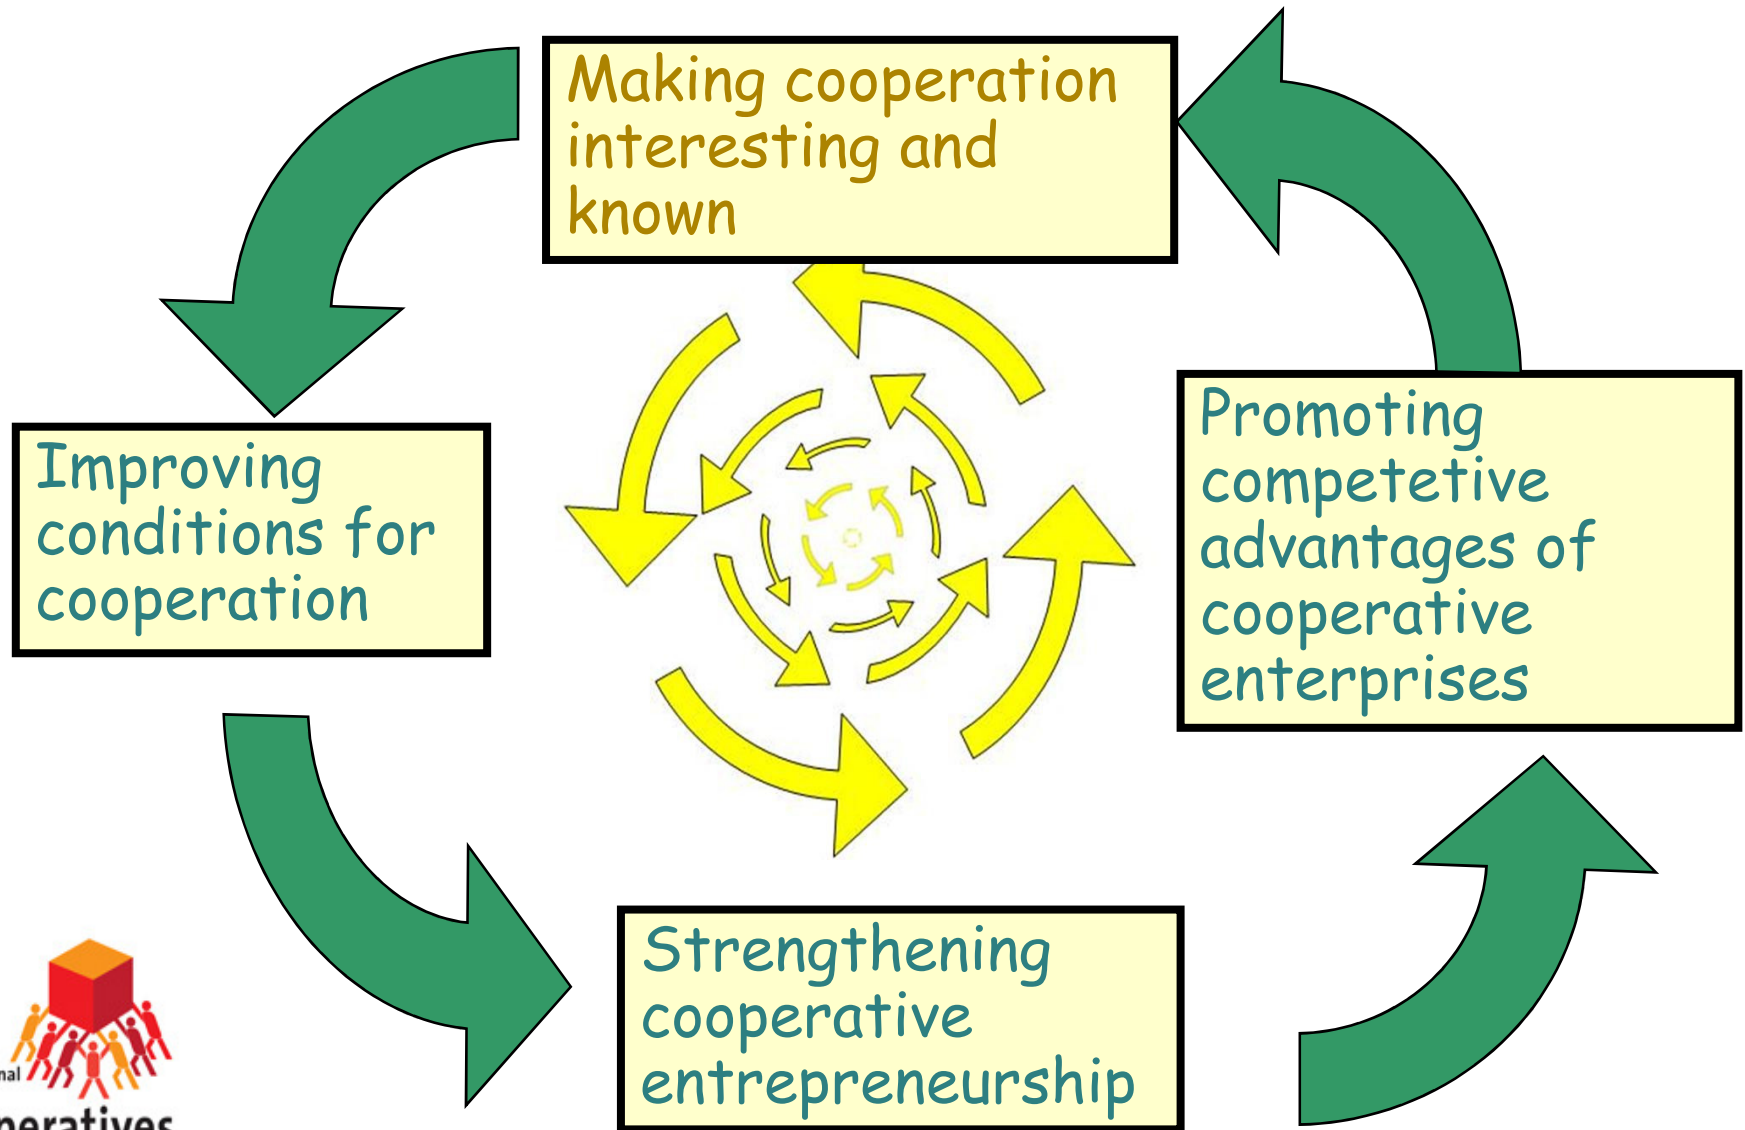 Making cooperation
interesting and
known
Improving
conditions for
cooperation
Promoting
competetive
advantages of
cooperative
enterprises
Strengthening
cooperative
entrepreneurship